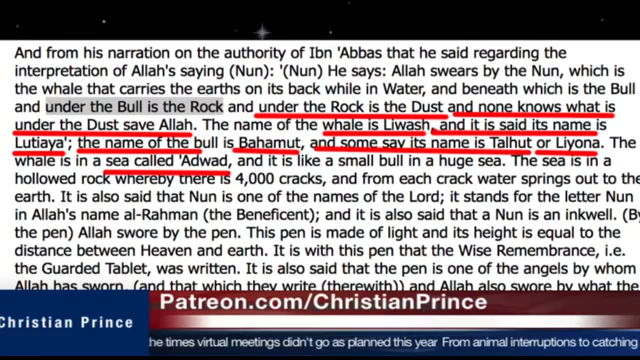 And from his narration on the authority of Ibn 'Abbas that he said regarding the
interpretation of Allah's saying (Nun): '(Nun) He says: Allah swears by the Nun, which is
the whale that carries the earths on its back while in Water, and beneath which is the Bull
and under the Bull is the Rock and under the Rock is the Dust and none knows what is
under the Dust save Allah. The name of the whale is Liwash, and it is said its name is
Lutiaya'; the name of the bull is Bahamut, and some say its name is Talhut or Liyona. The
whale is in a sea called 'Adwad, and it is like a small bull in a huge sea. The sea is in a
hollowed rock whereby there is 4,000 cracks, and from each crack water springs out to the
earth. It is also said that Nun is one of the names of the Lord; it stands for the letter Nun
in Allah's name al-Rahman (the Beneficent); and it is also said that a Nun is an inkwell. (By
the pen) Allah swore by the pen. This pen is made of light and its height is equal to the
distance between Heaven and earth. It is with this pen that the Wise Remembrance, i.e.
the Guarded Tablet, was written. It is also said that the pen is one of the angels by whom
Allah has sworn, (and that which they write (therewith)) and Allah also swore by what the
Patreon.com/ChristianPrince
Christian Prince
the times virtual meetings didn't go as planned this year From animal interruptions to catching